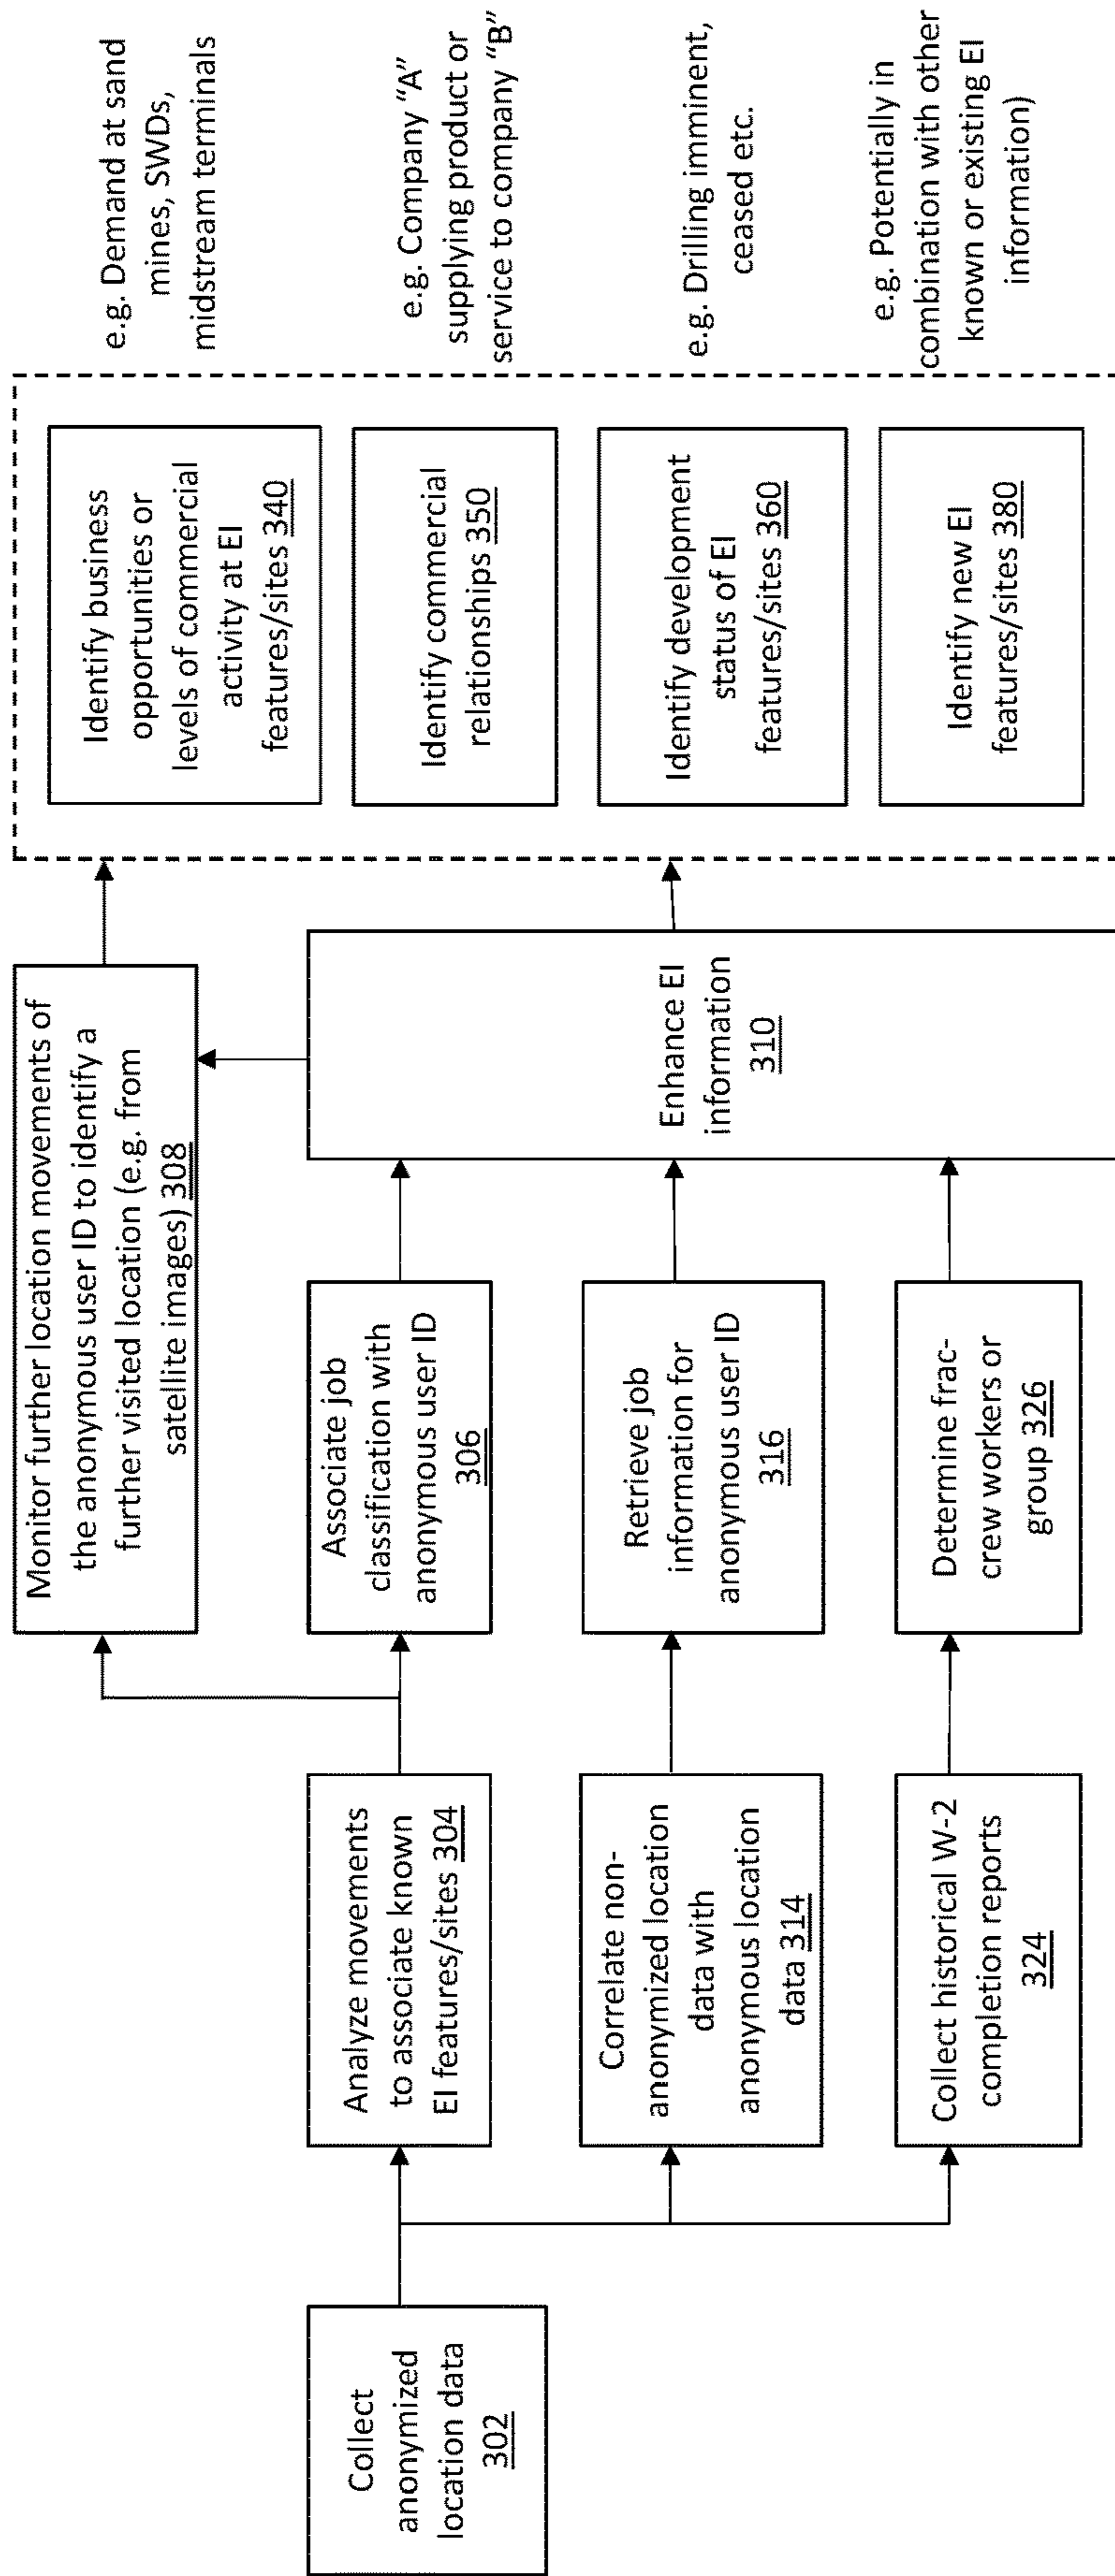 Collect
anonymized
location data
302
Analyze movements
to associate known
EI features/sites 304
Correlate non-
anonymized location
data with
anonymous location
data 314
Collect historical W-2
completion reports
324
Monitor further location movements of
the anonymous user ID to identify a
further visited location (e.g. from
satellite images) 308
Associate job
classification with
anonymous user ID
306
Retrieve job
information for
anonymous user ID
316
Determine frac-
crew workers or
group 326
Enhance EI
information
310
Identify business
opportunities or
levels of commercial
activity at EI
features/sites 340
Identify commercial
relationships 350
Identify development
status of EI
features/sites 360
Identify new EI
features/sites 380
e.g. Demand at sand
mines, SWDs,
midstream terminals
e.g. Company “A”
supplying product or
service to company “B”
e.g. Drilling imminent,
ceased etc.
e.g. Potentially in
combination with other
known or existing EI
information)